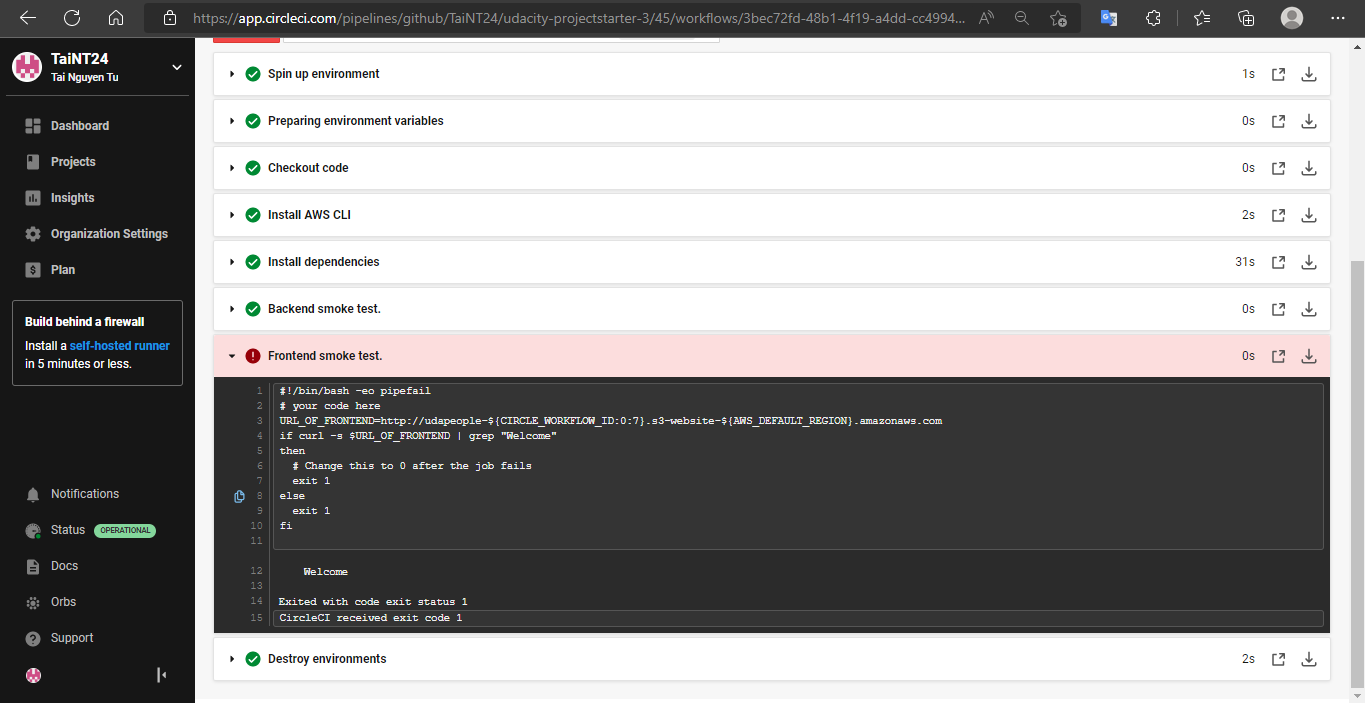 https://app.circleci.com/pipelines/github/TaiNT24/udacity-projectstarter-3/45/workflows/3bec72fd-48b1-4f19-a4dd-cc4994...
TaiNT24
Tai Nguyen Tu
Dashboard
Projects
Insights
Organization Settings
Plan
Build behind a firewall
Install a self-hosted runner
in 5 minutes or less.
Notifications
Status OPERATIONAL
Docs
Orbs
Support
Spin up environment 1s
Preparing environment variables 0s
Checkout code 0s
Install AWS CLI 2s
Install dependencies 31s
Backend smoke test. 0s
Frontend smoke test. 0s
1 #!/bin/bash -eo pipefail
2 # your code here
3 URL_OF_FRONTEND=http://udapeople-${CIRCLE_WORKFLOW_ID:0:7}.s3-website-${AWS_DEFAULT_REGION}.amazonaws.com
4 if curl -s $URL_OF_FRONTEND | grep "Welcome"
5 then
6 # Change this to 0 after the job fails
7 exit 1
8 else
9 exit 1
10 fi
11
12 Welcome
13
14 Exited with code exit status 1
15 CircleCI received exit code 1
Destroy environments 2s